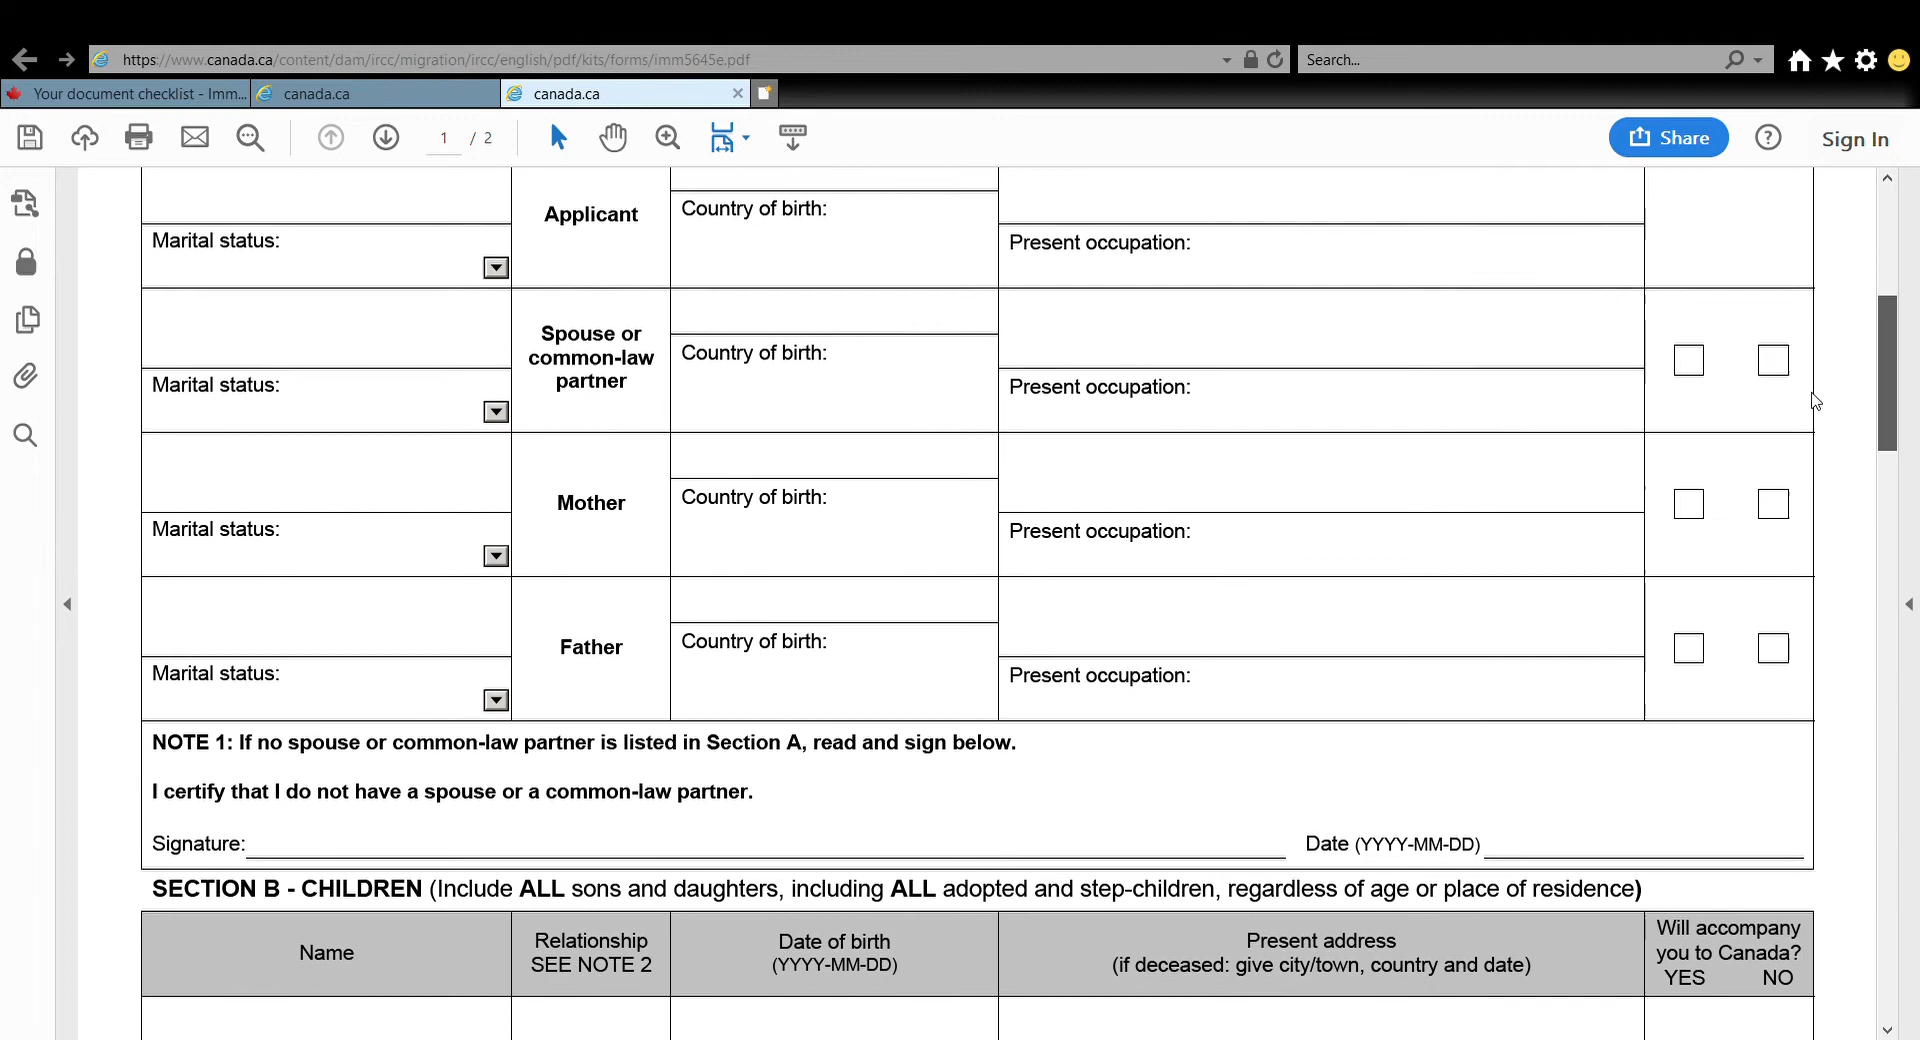 https://www.canada.ca/content/dam/ircc/migration/ircc/english/pdf/kits/forms/imm5645e.pdf
Search...
Your document checklist - Imm...
canada.ca
canada.ca
1 / 2
Share
Sign In
Applicant
Country of birth:
Marital status:
Present occupation:
Spouse or
common-law
partner
Country of birth:
Marital status:
Present occupation:
Mother
Country of birth:
Marital status:
Present occupation:
Father
Country of birth:
Marital status:
Present occupation:
NOTE 1: If no spouse or common-law partner is listed in Section A, read and sign below.
I certify that I do not have a spouse or a common-law partner.
Signature:
Date (YYYY-MM-DD)
SECTION B - CHILDREN (Include ALL sons and daughters, including ALL adopted and step-children, regardless of age or place of residence)
Name
Relationship
SEE NOTE 2
Date of birth
(YYYY-MM-DD)
Present address
(if deceased: give city/town, country and date)
Will accompany
you to Canada?
YES NO